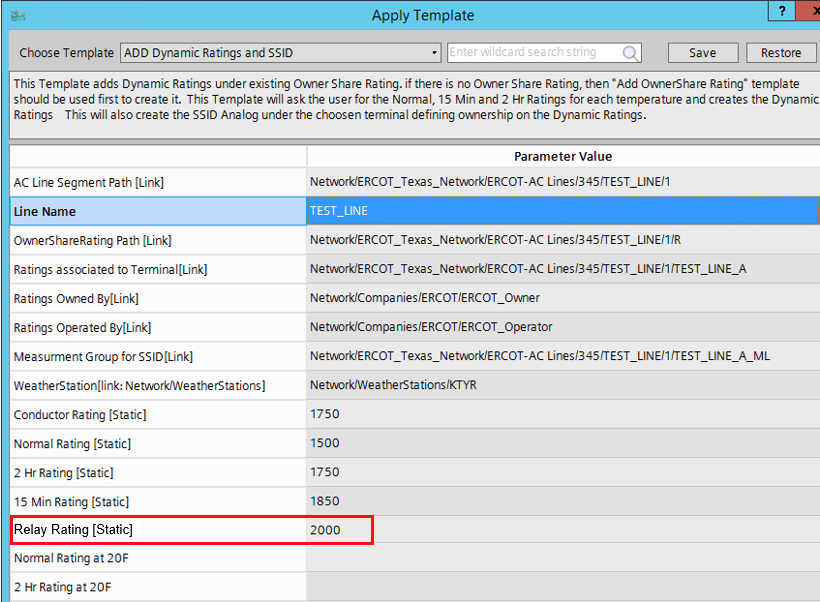 Apply Template
?
x
Choose Template
ADD Dynamic Ratings and SSID
Enter wildcard search string
Save
Restore
This Template adds Dynamic Ratings under existing Owner Share Rating. if there is no Owner Share Rating, then "Add OwnerShare Rating" template
should be used first to create it. This Template will ask the user for the Normal, 15 Min and 2 Hr Ratings for each temperature and creates the Dynamic
Ratings This will also create the SSID Analog under the choosen terminal defining ownership on the Dynamic Ratings.
Parameter Value
AC Line Segment Path [Link] Network/ERCOT_Texas_Network/ERCOT-AC Lines/345/TEST_LINE/1
Line Name TEST_LINE
OwnerShareRating Path [Link] Network/ERCOT_Texas_Network/ERCOT-AC Lines/345/TEST_LINE/1/R
Ratings associated to Terminal[Link] Network/ERCOT_Texas_Network/ERCOT-AC Lines/345/TEST_LINE/1/TEST_LINE_A
Ratings Owned By[Link] Network/Companies/ERCOT/ERCOT_Owner
Ratings Operated By[Link] Network/Companies/ERCOT/ERCOT_Operator
Measurment Group for SSID[Link] Network/ERCOT_Texas_Network/ERCOT-AC Lines/345/TEST_LINE/1/TEST_LINE_A_ML
WeatherStation[link: Network/WeatherStations] Network/WeatherStations/KTYR
Conductor Rating [Static] 1750
Normal Rating [Static] 1500
2 Hr Rating [Static] 1750
15 Min Rating [Static] 1850
Relay Rating [Static] 2000
Normal Rating at 20F
2 Hr Rating at 20F